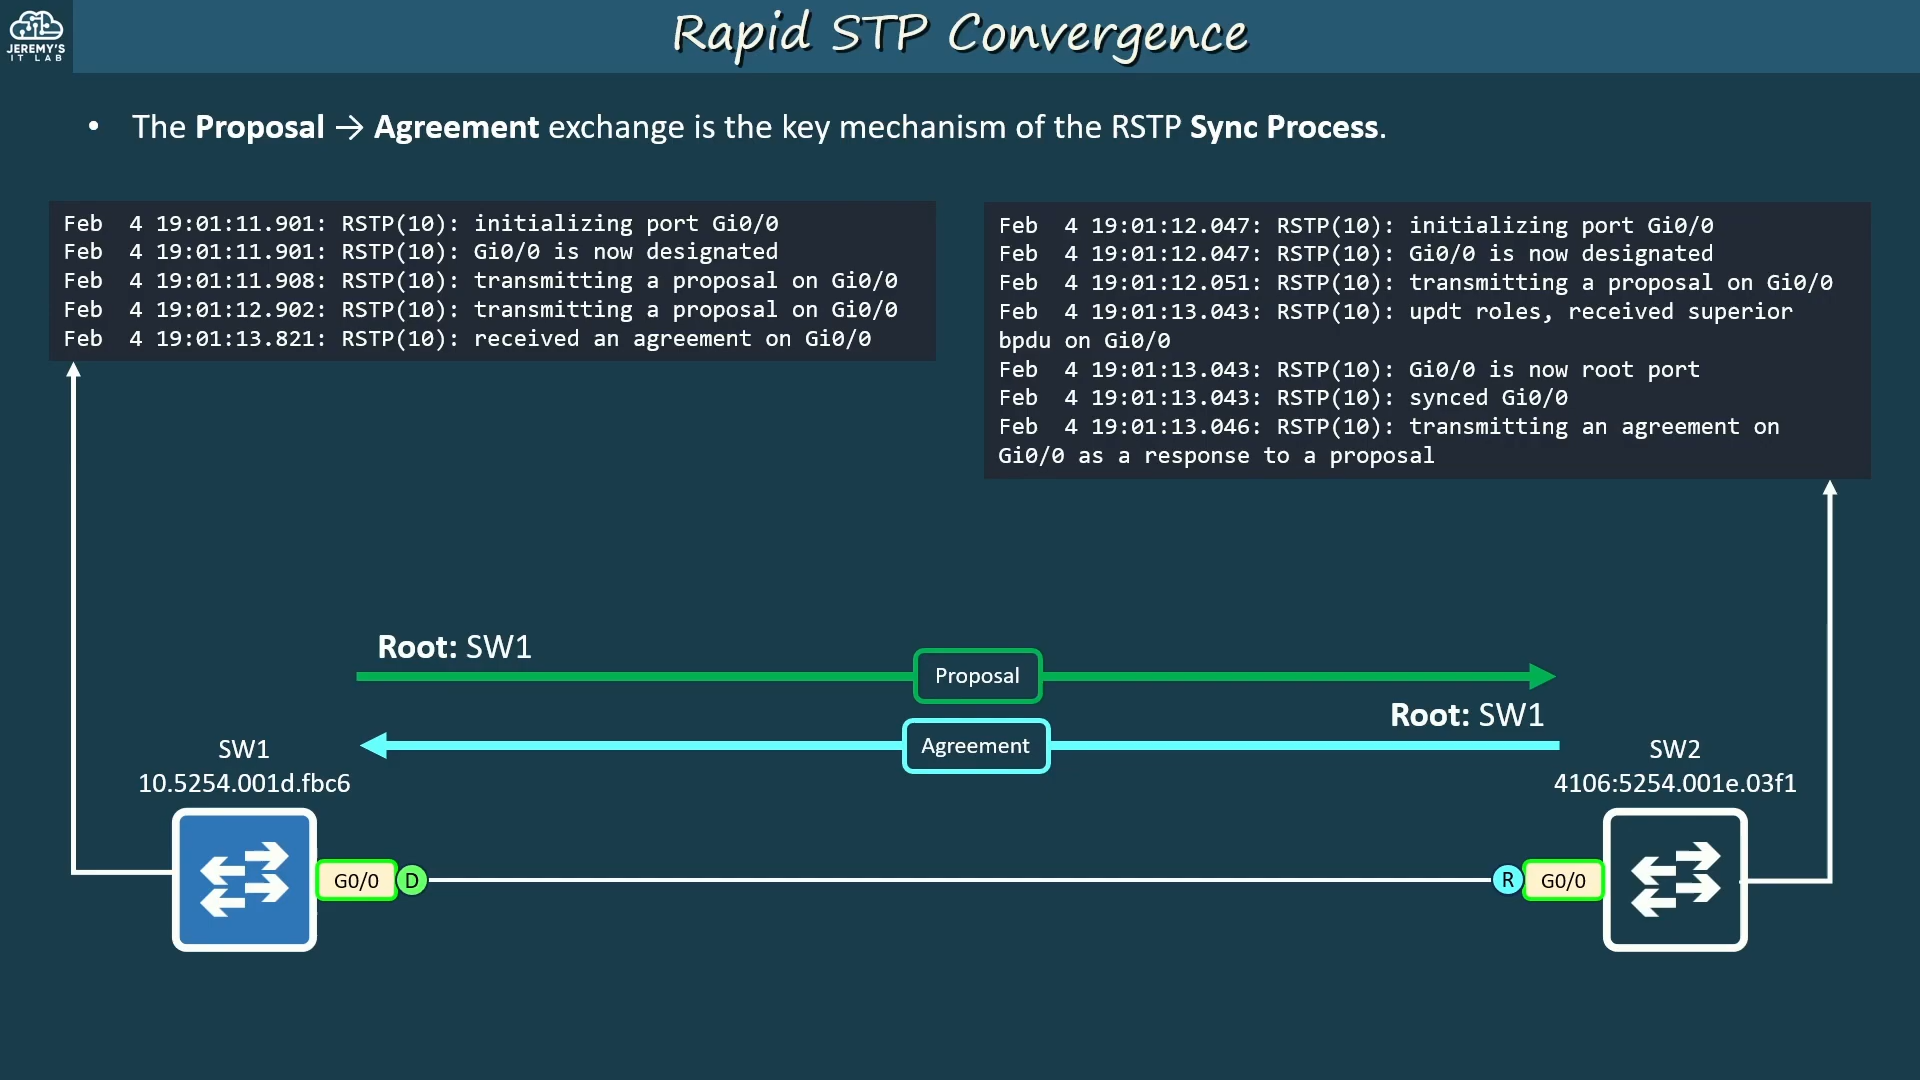 JEREMY'S
IT LAB
Rapid STP Convergence
• The Proposal → Agreement exchange is the key mechanism of the RSTP Sync Process.
Feb  4 19:01:11.901: RSTP(10): initializing port Gi0/0
Feb  4 19:01:11.901: RSTP(10): Gi0/0 is now designated
Feb  4 19:01:11.908: RSTP(10): transmitting a proposal on Gi0/0
Feb  4 19:01:12.902: RSTP(10): transmitting a proposal on Gi0/0
Feb  4 19:01:13.821: RSTP(10): received an agreement on Gi0/0
Feb  4 19:01:12.047: RSTP(10): initializing port Gi0/0
Feb  4 19:01:12.047: RSTP(10): Gi0/0 is now designated
Feb  4 19:01:12.051: RSTP(10): transmitting a proposal on Gi0/0
Feb  4 19:01:13.043: RSTP(10): updt roles, received superior
bpdu on Gi0/0
Feb  4 19:01:13.043: RSTP(10): Gi0/0 is now root port
Feb  4 19:01:13.043: RSTP(10): synced Gi0/0
Feb  4 19:01:13.046: RSTP(10): transmitting an agreement on
Gi0/0 as a response to a proposal
Root: SW1
Proposal
Root: SW1
Agreement
SW1
10.5254.001d.fbc6
SW2
4106:5254.001e.03f1
G0/0
D
R
G0/0